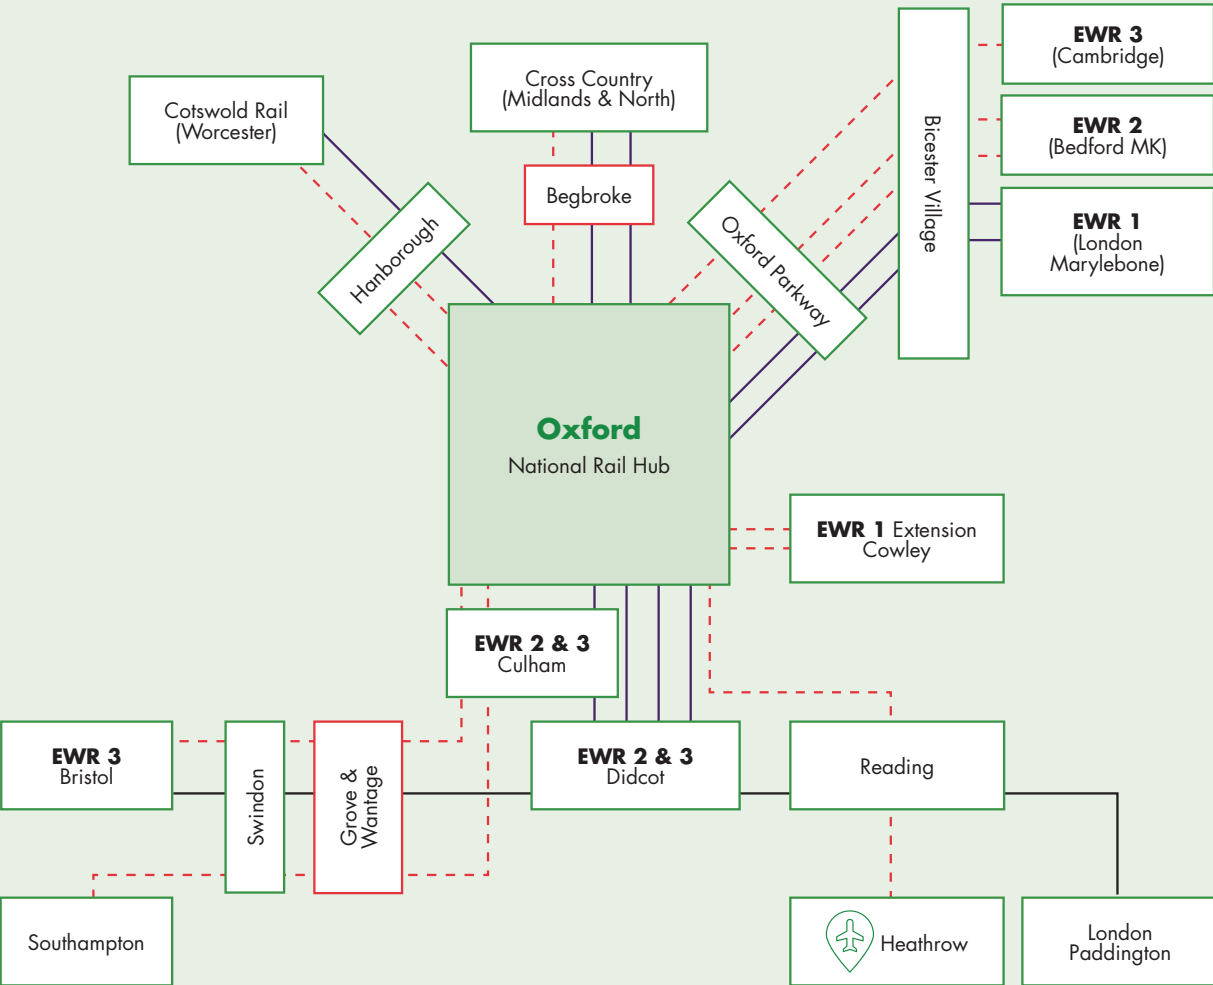 EWR 3
(Cambridge)
Cross Country
(Midlands & North)
Cotswold Rail
(Worcester)
EWR 2
(Bedford MK)
Bicester Village
Begbroke
EWR 1
(London
Marylebone)
Hanborough
Oxford Parkway
Oxford
National Rail Hub
EWR 1 Extension
Cowley
EWR 2 & 3
Culham
EWR 3
Bristol
Swindon
Grove &
Wantage
EWR 2 & 3
Didcot
Reading
Southampton
Heathrow
London
Paddington